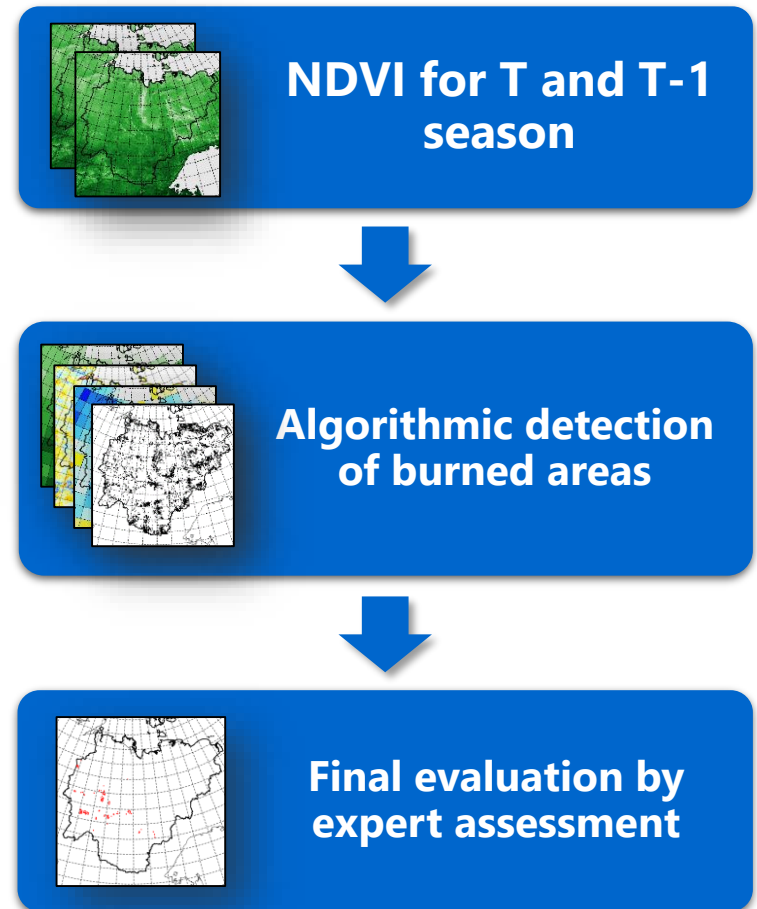 NDVI for T and T-1
season
Algorithmic detection
of burned areas
Final evaluation by
expert assessment